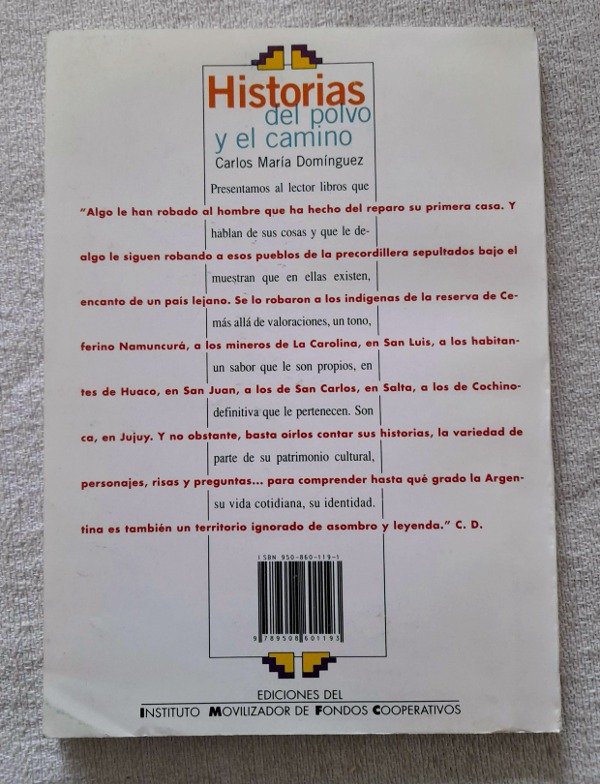 Historias
del polvo
y el camino
Carlos María Domínguez
Presentamos al lector libros que
"Algo le han robado al hombre que ha hecho del reparo su primera casa. Y
hablan de sus cosas y que le de-
algo le siguen robando a esos pueblos de la precordillera sepultados bajo el
muestran que en ellas existen,
encanto de un país lejano. Se lo robaron a los indígenas de la reserva de Ce-
más allá de valoraciones, un tono,
ferino Namuncurá, a los mineros de La Carolina, en San Luis, a los habitan-
un sabor que le son propios, en
tes de Huaco, en San Juan, a los de San Carlos, en Salta, a los de Cochino-
definitiva que le pertenecen. Son
ca, en Jujuy. Y no obstante, basta oírlos contar sus historias, la variedad de
parte de su patrimonio cultural,
personajes, risas y preguntas... para comprender hasta qué grado la Argen-
su vida cotidiana, su identidad.
tina es también un territorio ignorado de asombro y leyenda." C. D.
ISBN 950-860-119-1
9 789508 601193
EDICIONES DEL
INSTITUTO MOVILIZADOR DE FONDOS COOPERATIVOS